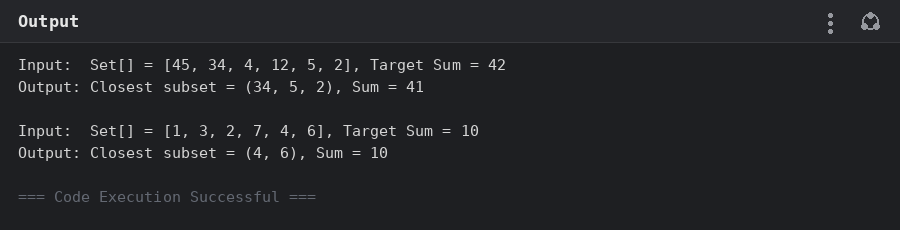 Output
Input:  Set[] = [45, 34, 4, 12, 5, 2], Target Sum = 42
Output: Closest subset = (34, 5, 2), Sum = 41
Input:  Set[] = [1, 3, 2, 7, 4, 6], Target Sum = 10
Output: Closest subset = (4, 6), Sum = 10
=== Code Execution Successful ===